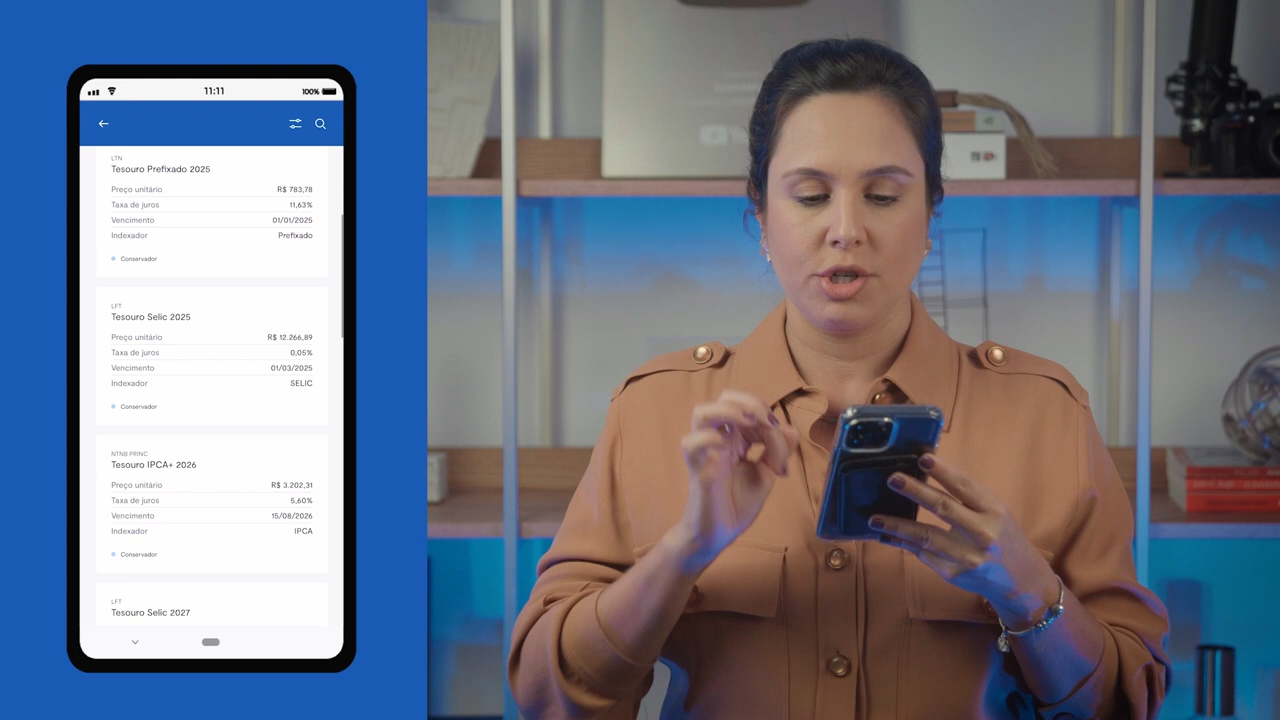 11:11
100%
LTN
Tesouro Prefixado 2025
Preço unitário R$ 783,78
Taxa de juros 11,63%
Vencimento 01/01/2025
Indexador Prefixado
Conservador
LFT
Tesouro Selic 2025
Preço unitário R$ 12.266,89
Taxa de juros 0,05%
Vencimento 01/03/2025
Indexador SELIC
Conservador
NTNB PRINC
Tesouro IPCA+ 2026
Preço unitário R$ 3.202,31
Taxa de juros 5,60%
Vencimento 15/08/2026
Indexador IPCA
Conservador
LFT
Tesouro Selic 2027